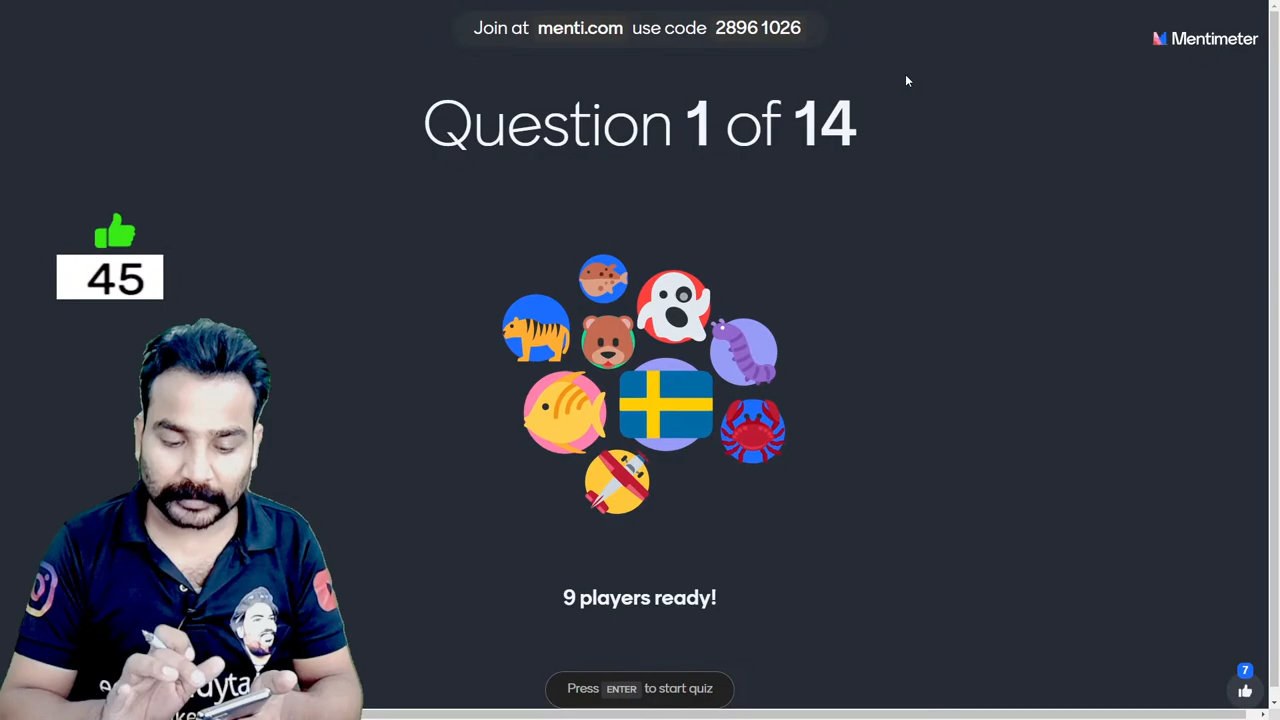 Join at menti.com use code 2896 1026
Mentimeter
Question 1 of 14
45
9 players ready!
Press ENTER to start quiz
7